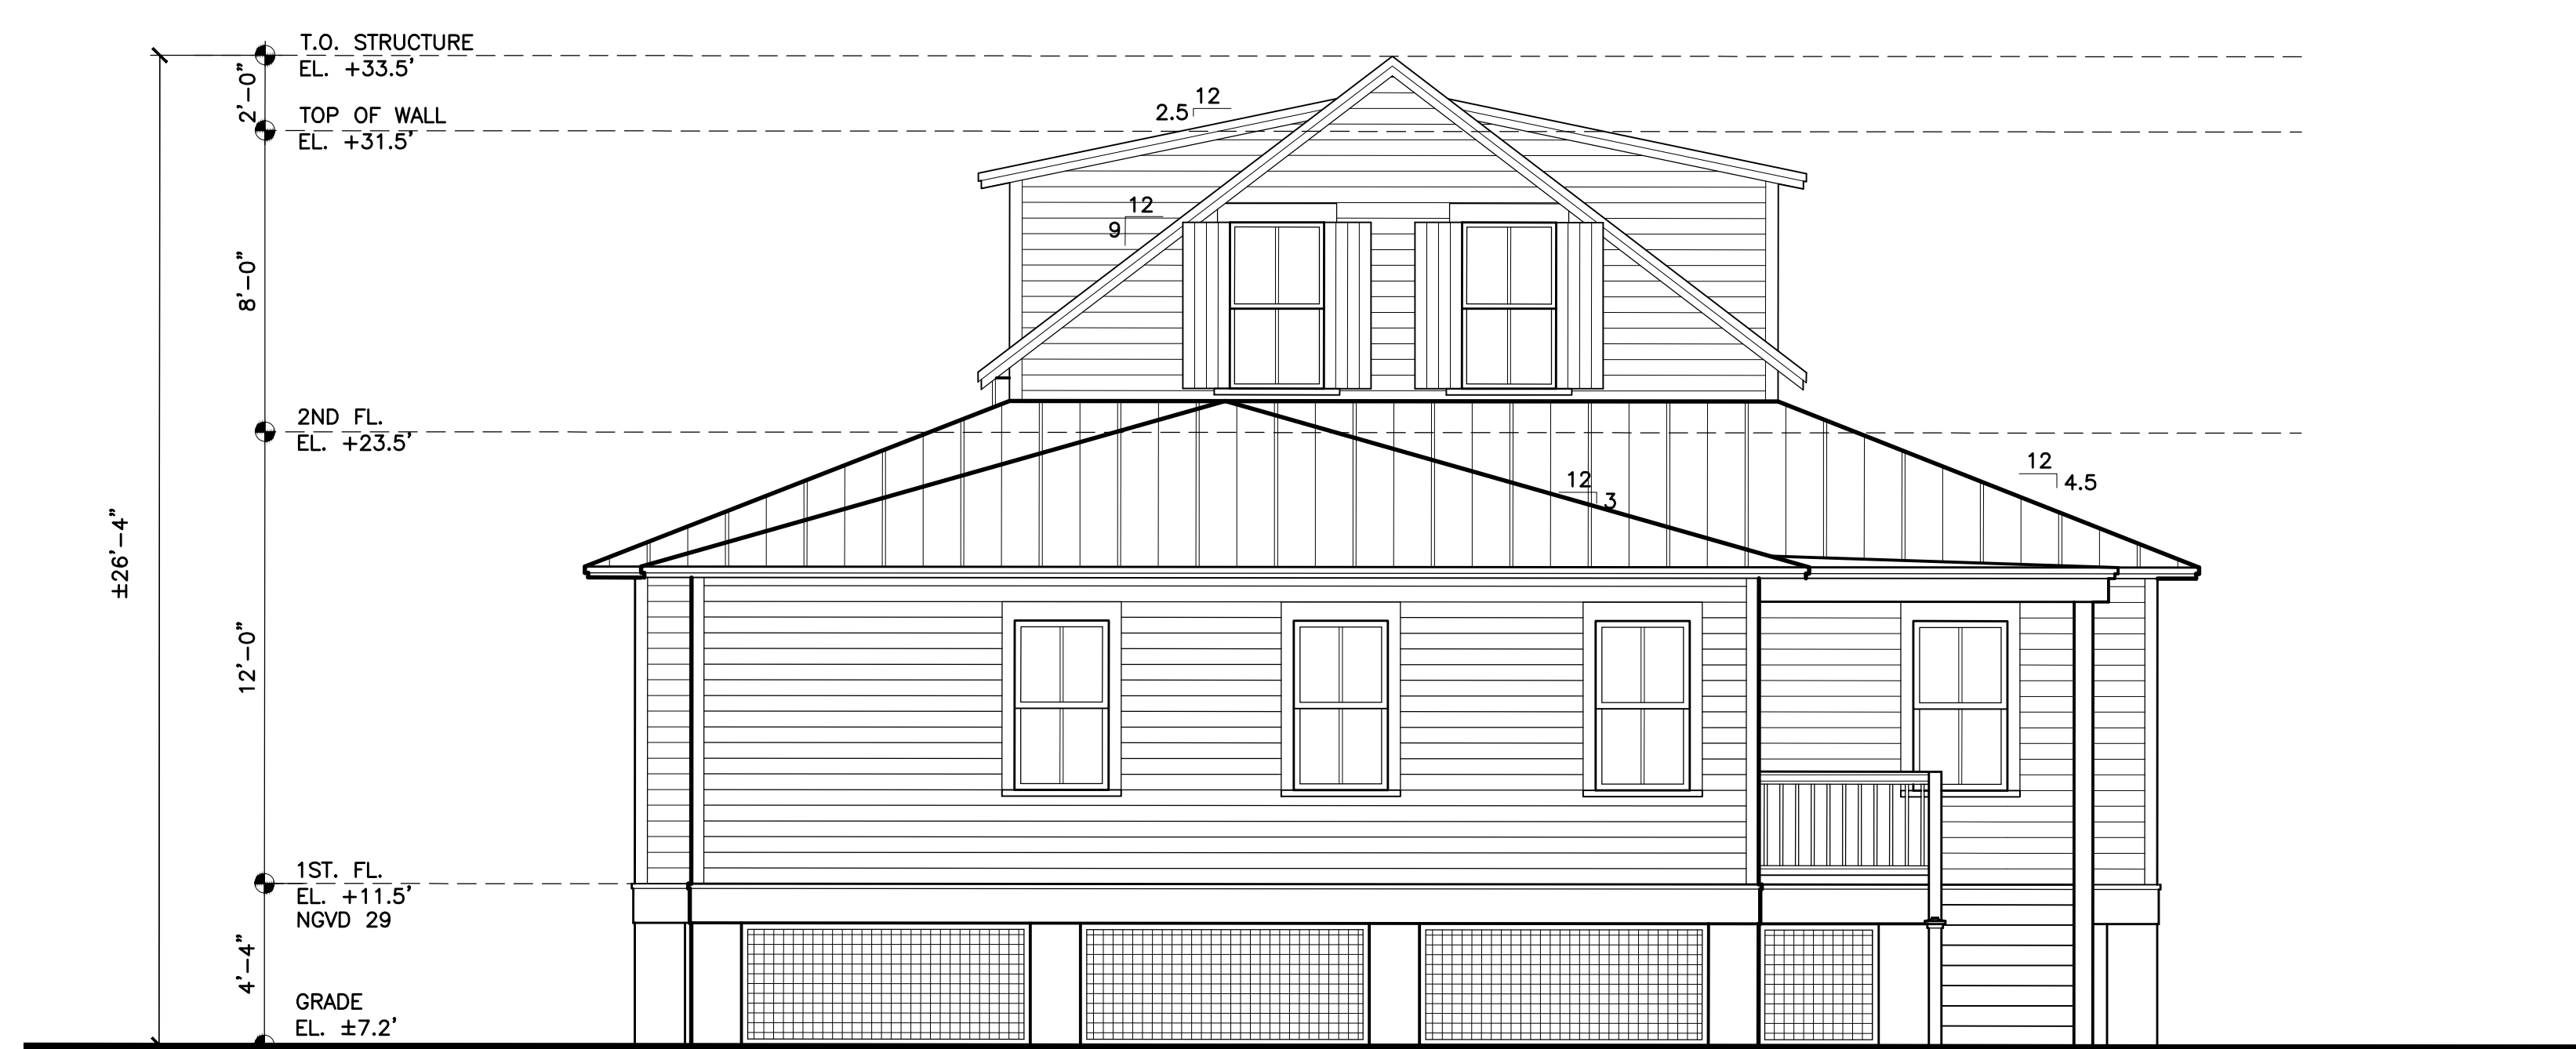 T.O. STRUCTURE
EL. +33.5'
2'-0"
TOP OF WALL
EL. +31.5'
12
2.5
12
9
8'-0"
2ND FL.
EL. +23.5'
12
4.5
12
3
±26'-4"
12'-0"
1ST. FL.
EL. +11.5'
NGVD 29
4'-4"
GRADE
EL. ±7.2'